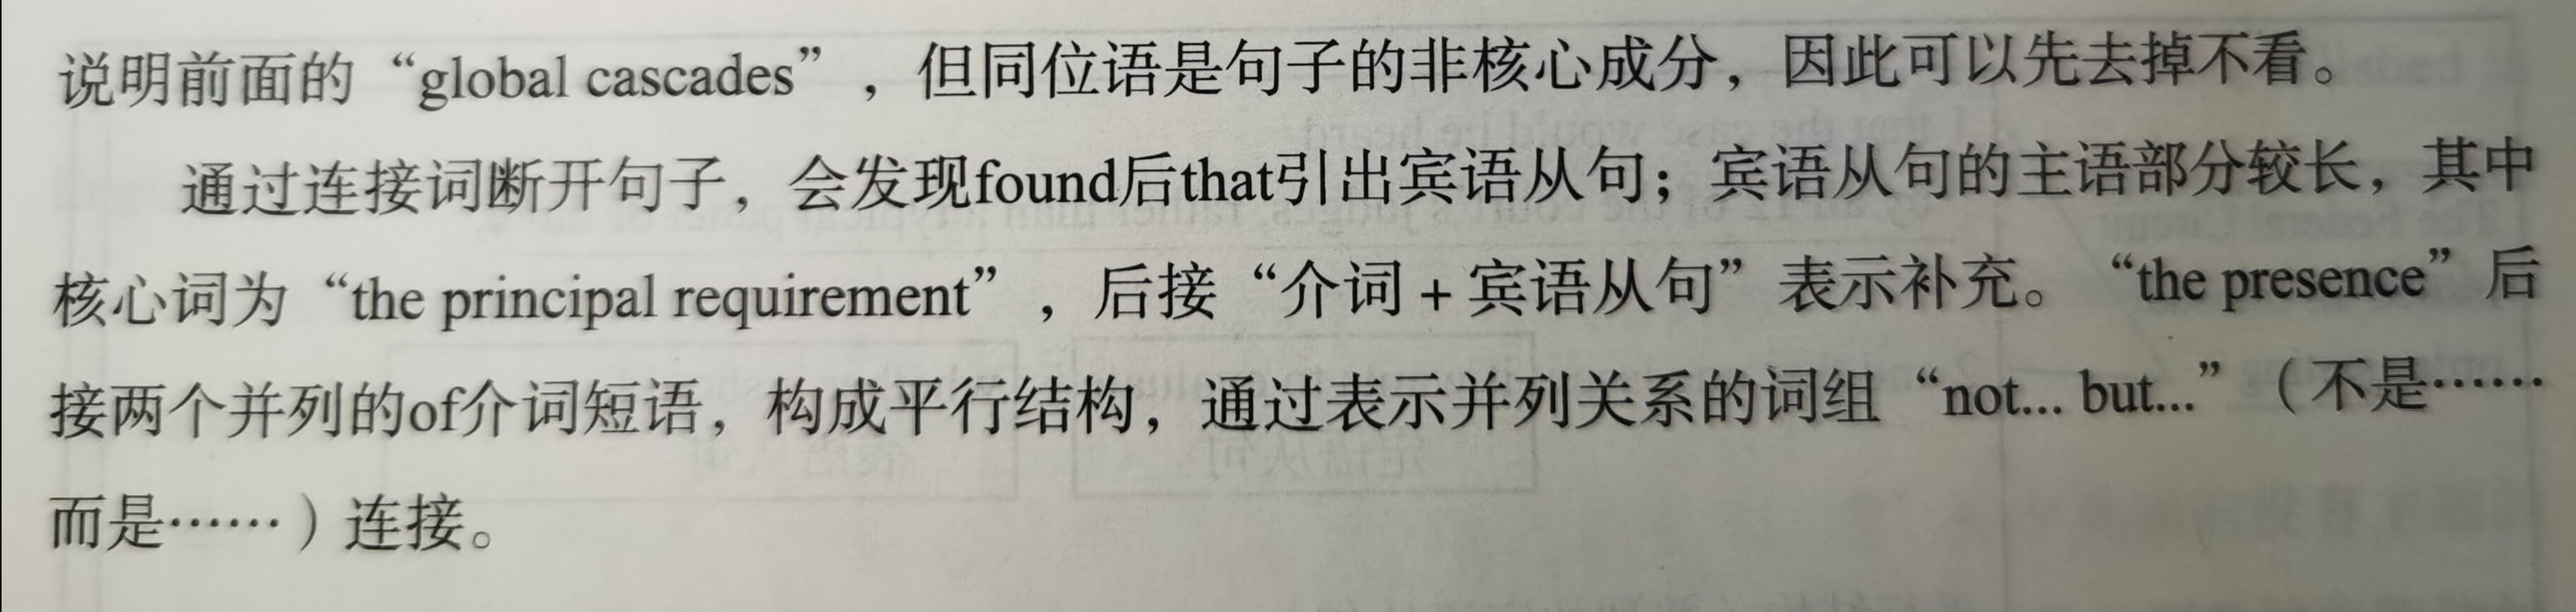 说明前面的“global cascades”，但同位语是句子的非核心成分，因此可以先去掉不看。
通过连接词断开句子，会发现found后that引出宾语从句；宾语从句的主语部分较长，其中
核心词为“the principal requirement”，后接“介词 + 宾语从句”表示补充。“the presence”后
接两个并列的of介词短语，构成平行结构，通过表示并列关系的词组“not... but...”（不是……
而是……）连接。